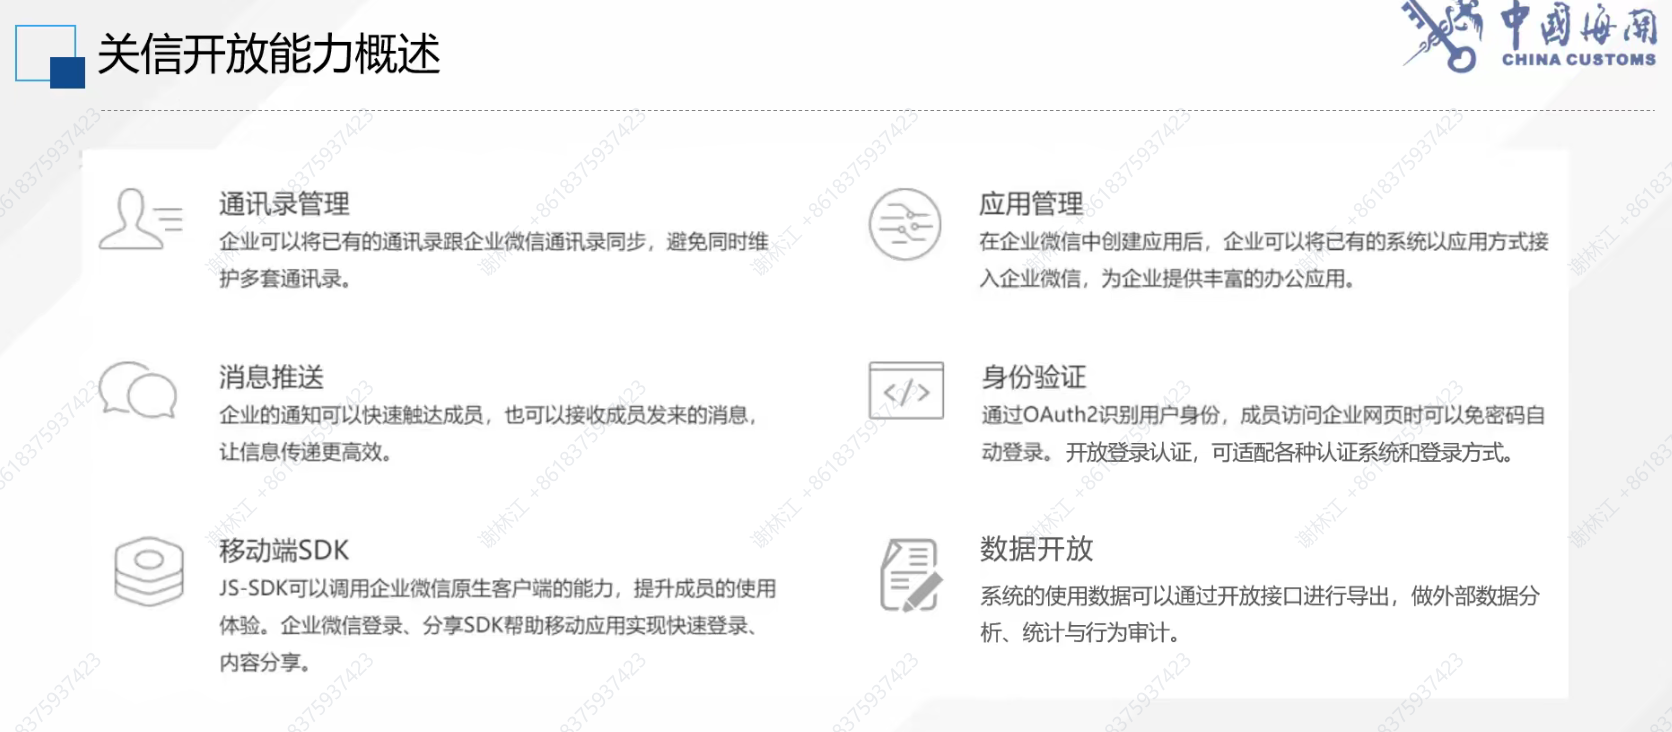 关信开放能力概述
中國海關
CHINA CUSTOMS
通讯录管理
企业可以将已有的通讯录跟企业微信通讯录同步，避免同时维
护多套通讯录。
应用管理
在企业微信中创建应用后，企业可以将已有的系统以应用方式接
入企业微信，为企业提供丰富的办公应用。
消息推送
企业的通知可以快速触达成员，也可以接收成员发来的消息，
让信息传递更高效。
身份验证
通过OAuth2识别用户身份，成员访问企业网页时可以免密码自
动登录。开放登录认证，可适配各种认证系统和登录方式。
移动端SDK
JS-SDK可以调用企业微信原生客户端的能力，提升成员的使用
体验。企业微信登录、分享SDK帮助移动应用实现快速登录、
内容分享。
数据开放
系统的使用数据可以通过开放接口进行导出，做外部数据分
析、统计与行为审计。
谢林江 +8618375937423